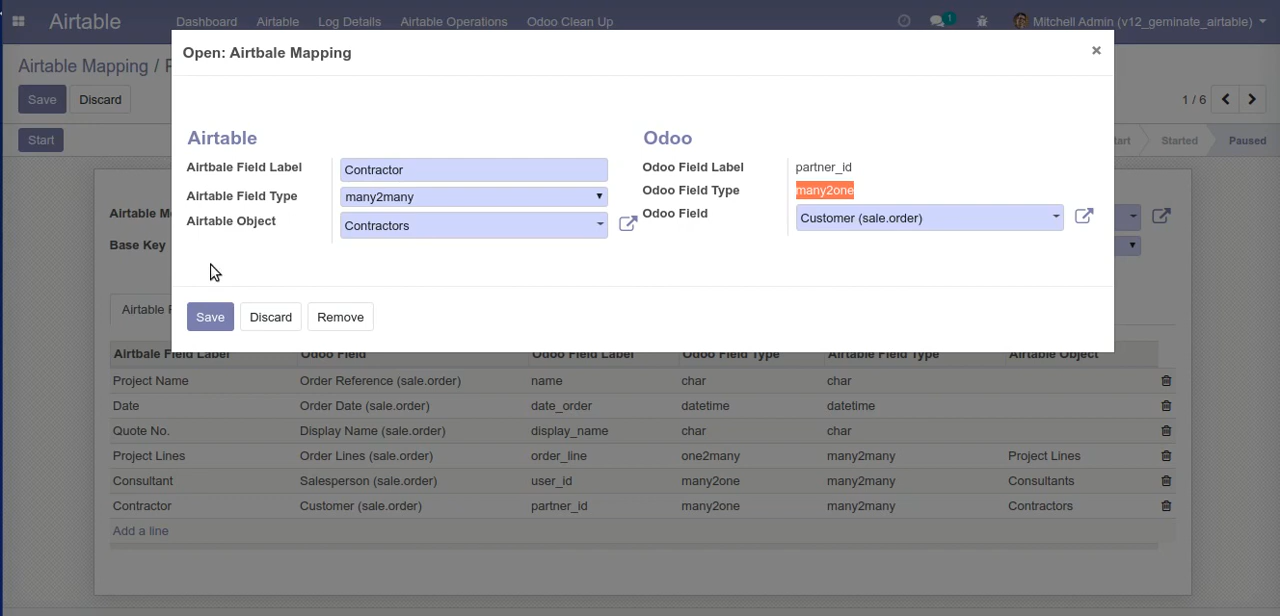 Airtable Dashboard Airtable Log Details Airtable Operations Odoo Clean Up 1 Mitchell Admin (v12_geminate_airtable)
Open: Airtbale Mapping ×
Airtable Mapping /
Save Discard 1 / 6
Start Started Paused
Airtable Odoo
Airtbale Field Label Contractor Odoo Field Label partner_id
Airtable Field Type many2many Odoo Field Type many2one
Airtable Object Contractors Odoo Field Customer (sale.order)
Airtable
Base Key
Save Discard Remove
Airtable
Airtbale Field Label Odoo Field Odoo Field Label Odoo Field Type Airtable Field Type Airtable Object
Project Name Order Reference (sale.order) name char char
Date Order Date (sale.order) date_order datetime datetime
Quote No. Display Name (sale.order) display_name char char
Project Lines Order Lines (sale.order) order_line one2many many2many Project Lines
Consultant Salesperson (sale.order) user_id many2one many2many Consultants
Contractor Customer (sale.order) partner_id many2one many2many Contractors
Add a line